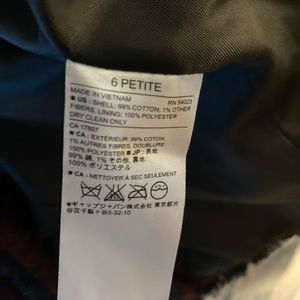 6 PETITE
MADE IN VIETNAM RN 54023
■ US : SHELL: 99% COTTON, 1% OTHER
FIBERS, LINING: 100% POLYESTER
DRY CLEAN ONLY
CA 17897
■ CA : EXTÉRIEUR: 99% COTON,
1% AUTRES FIBRES, DOUBLURE:
100% POLYESTER ■ JP : 表地:
99% 綿, 1% その他, 裏地:
100% ポリエステル
■ CA : NETTOYER À SEC SEULEMENT
■ギャップジャパン株式会社 東京都渋
谷区千駄ヶ谷5-32-10